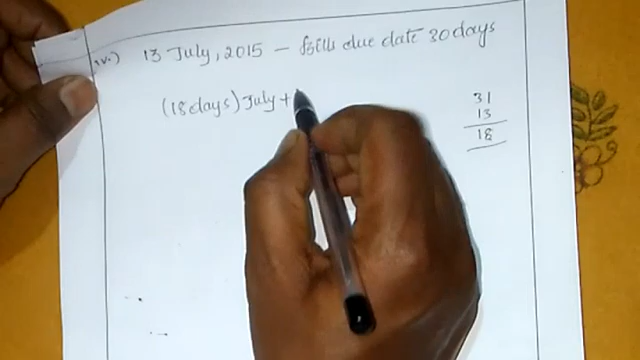 iv.) 13 July, 2015 – Bills due date 30 days
(18 days) July +
31
13
18